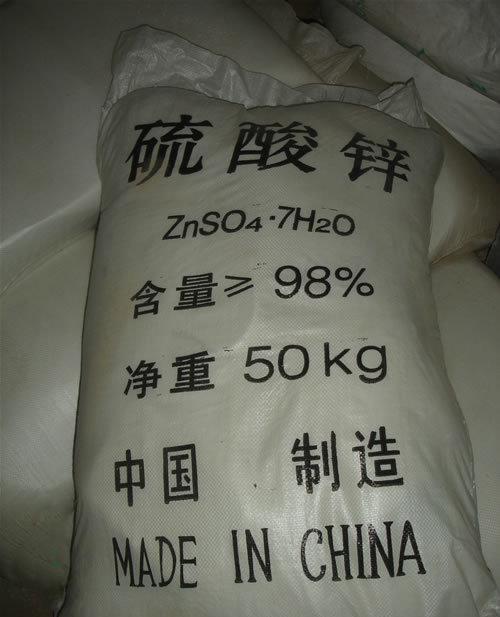 硫酸锌
ZnSO4·7H2O
含量≥98%
净重 50kg
中国 制造
MADE IN CHINA